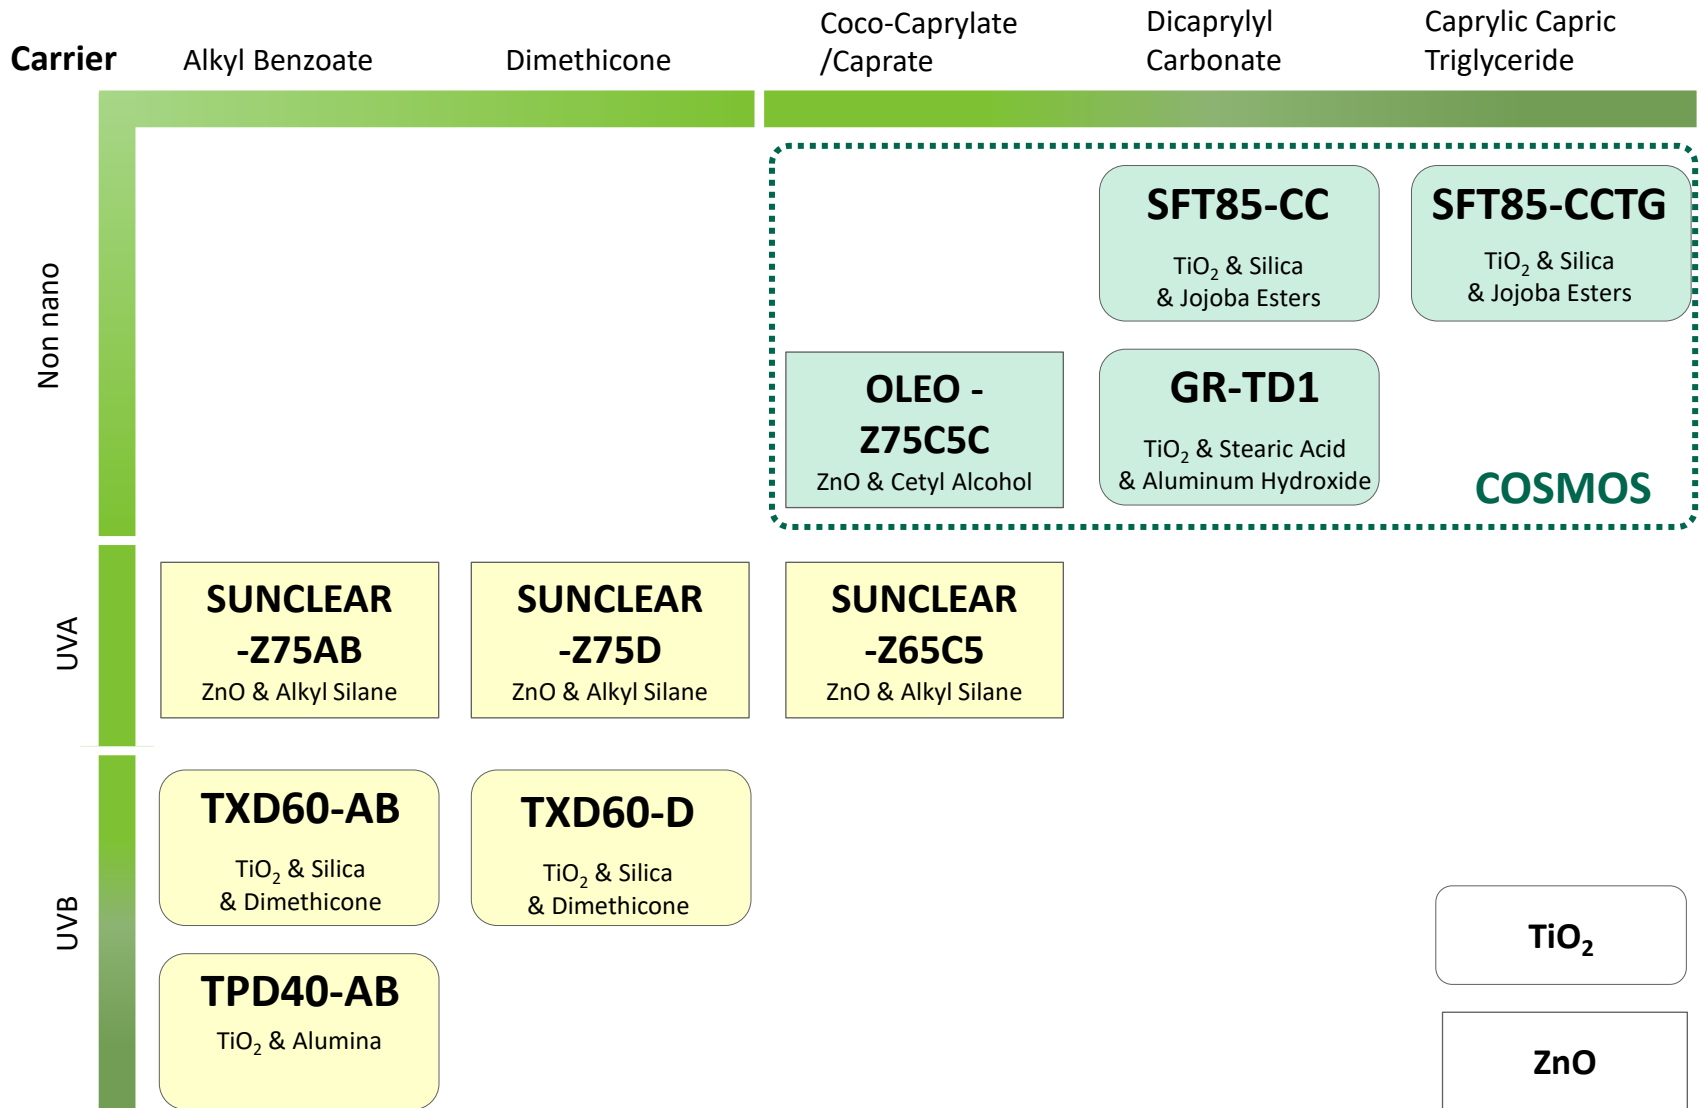 Carrier
Alkyl Benzoate
Dimethicone
Coco-Caprylate
/Caprate
Dicaprylyl
Carbonate
Caprylic Capric
Triglyceride
Non nano
SFT85-CC
TiO₂ & Silica
& Jojoba Esters
SFT85-CCTG
TiO₂ & Silica
& Jojoba Esters
OLEO -
Z75C5C
ZnO & Cetyl Alcohol
GR-TD1
TiO₂ & Stearic Acid
& Aluminum Hydroxide
COSMOS
UVA
SUNCLEAR
-Z75AB
ZnO & Alkyl Silane
SUNCLEAR
-Z75D
ZnO & Alkyl Silane
SUNCLEAR
-Z65C5
ZnO & Alkyl Silane
UVB
TXD60-AB
TiO₂ & Silica
& Dimethicone
TXD60-D
TiO₂ & Silica
& Dimethicone
TPD40-AB
TiO₂ & Alumina
TiO₂
ZnO